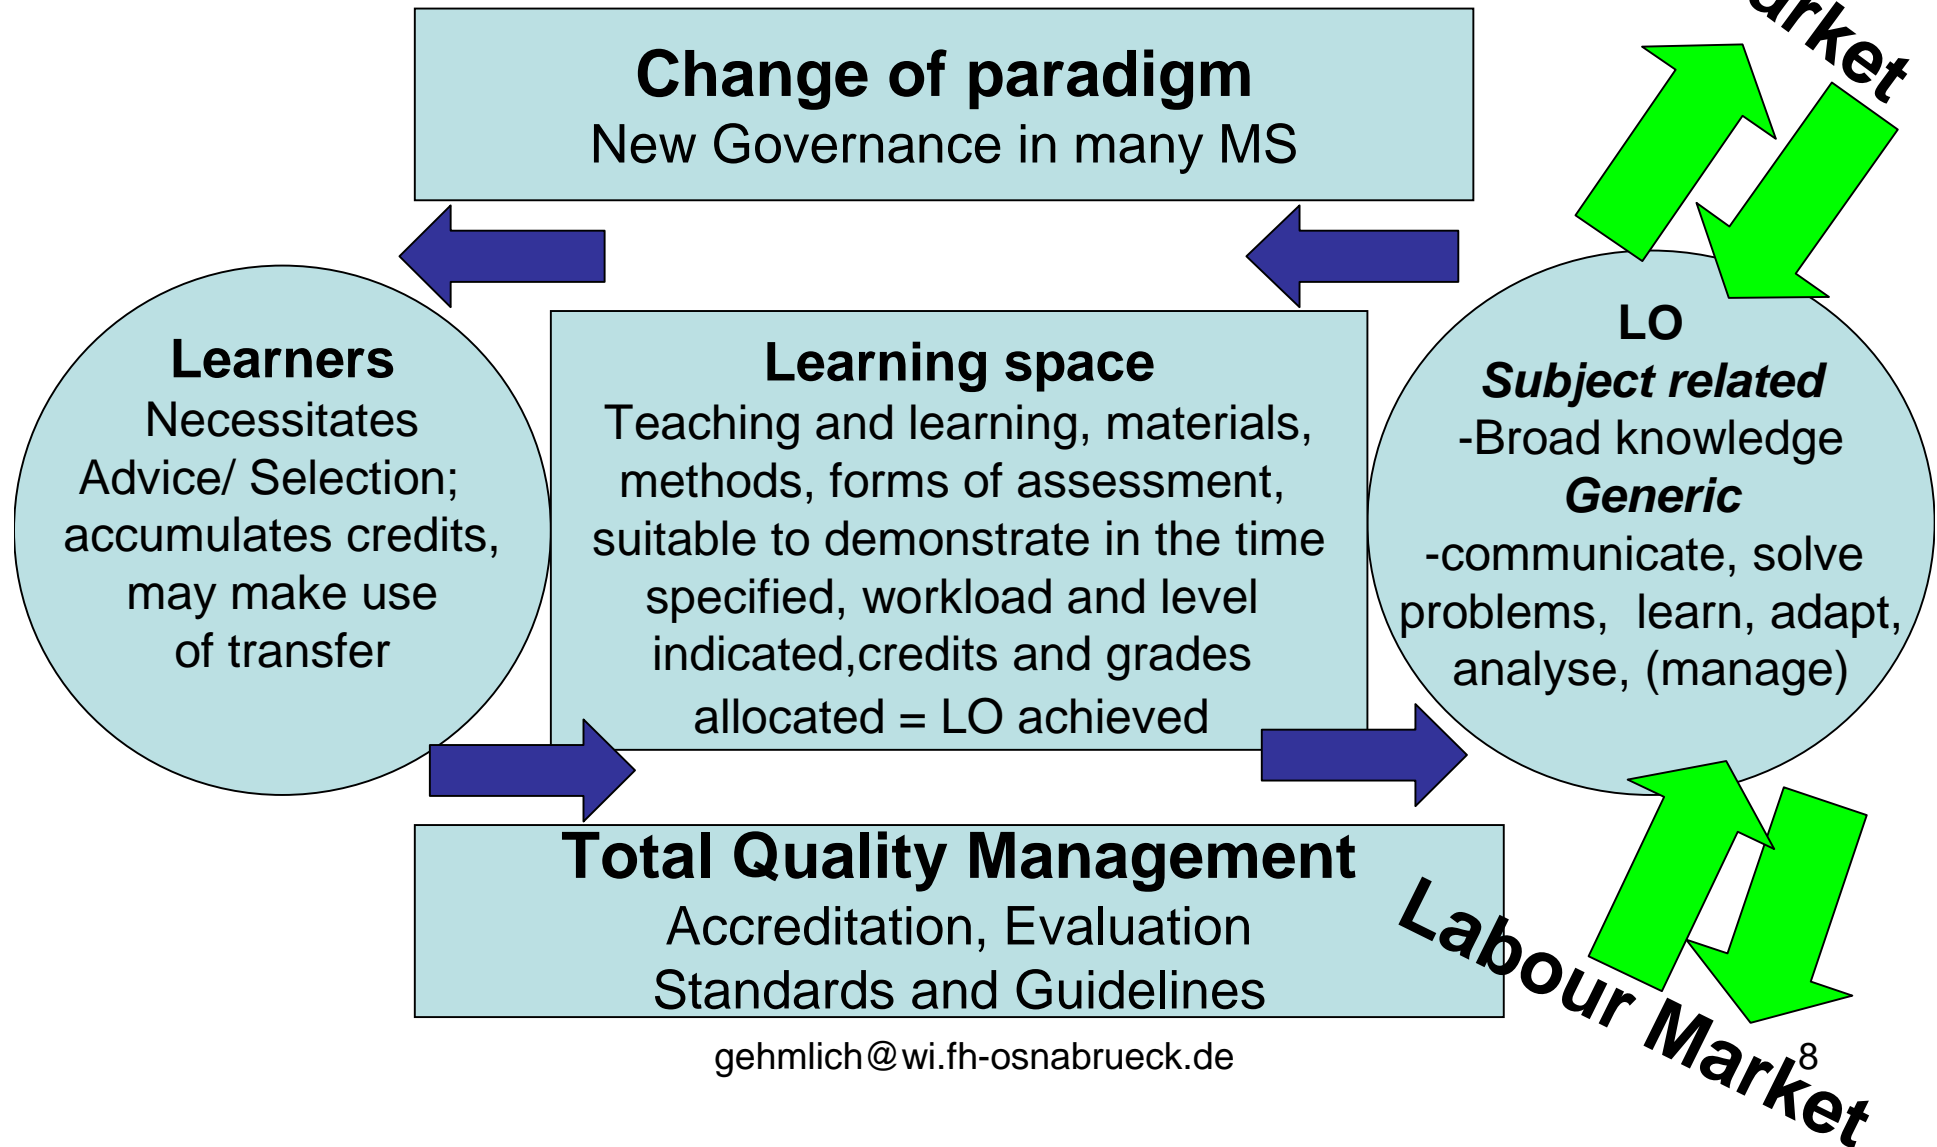 Change of paradigm
New Governance in many MS
Learners
Necessitates
Advice/ Selection;
accumulates credits,
may make use
of transfer
Learning space
Teaching and learning, materials,
methods, forms of assessment,
suitable to demonstrate in the time
specified, workload and level
indicated,credits and grades
allocated = LO achieved
LO
Subject related
-Broad knowledge
Generic
-communicate, solve
problems, learn, adapt,
analyse, (manage)
Total Quality Management
Accreditation, Evaluation
Standards and Guidelines
Labour Market
gehmlich@wi.fh-osnabrueck.de
8